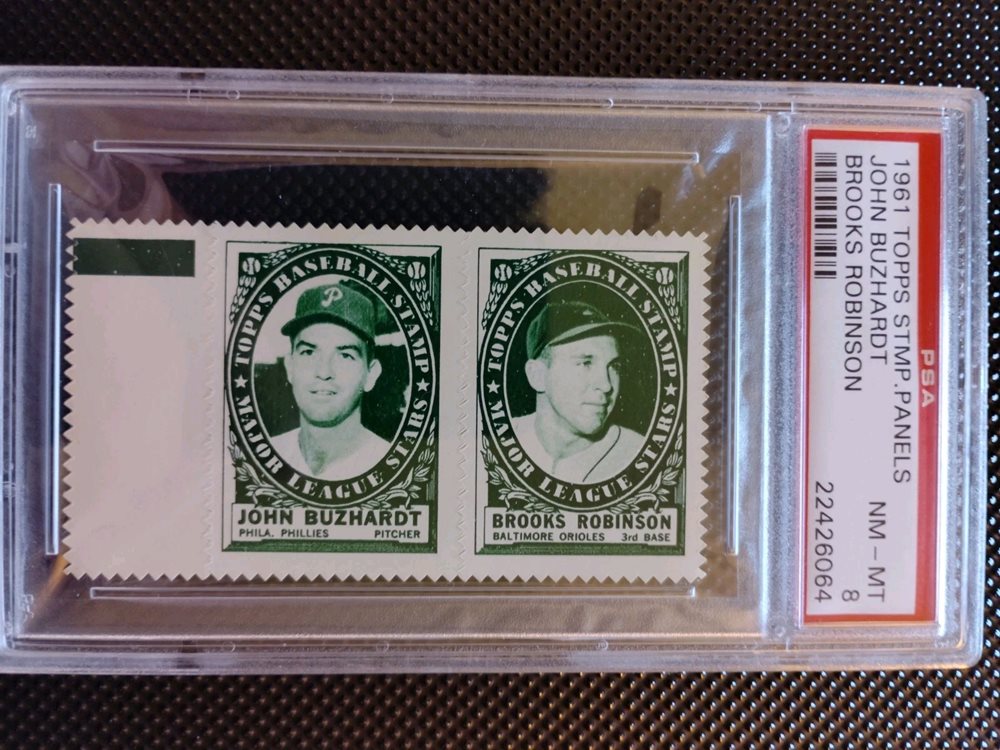 TOPPS BASEBALL STAMP
★ MAJOR LEAGUE STARS ★
P
JOHN BUZHARDT
PHILA. PHILLIES PITCHER
TOPPS BASEBALL STAMP
★ MAJOR LEAGUE STARS ★
BROOKS ROBINSON
BALTIMORE ORIOLES 3rd BASE
PSA
1961 TOPPS STMP.PANELS NM - MT
JOHN BUZHARDT 8
BROOKS ROBINSON 22426064